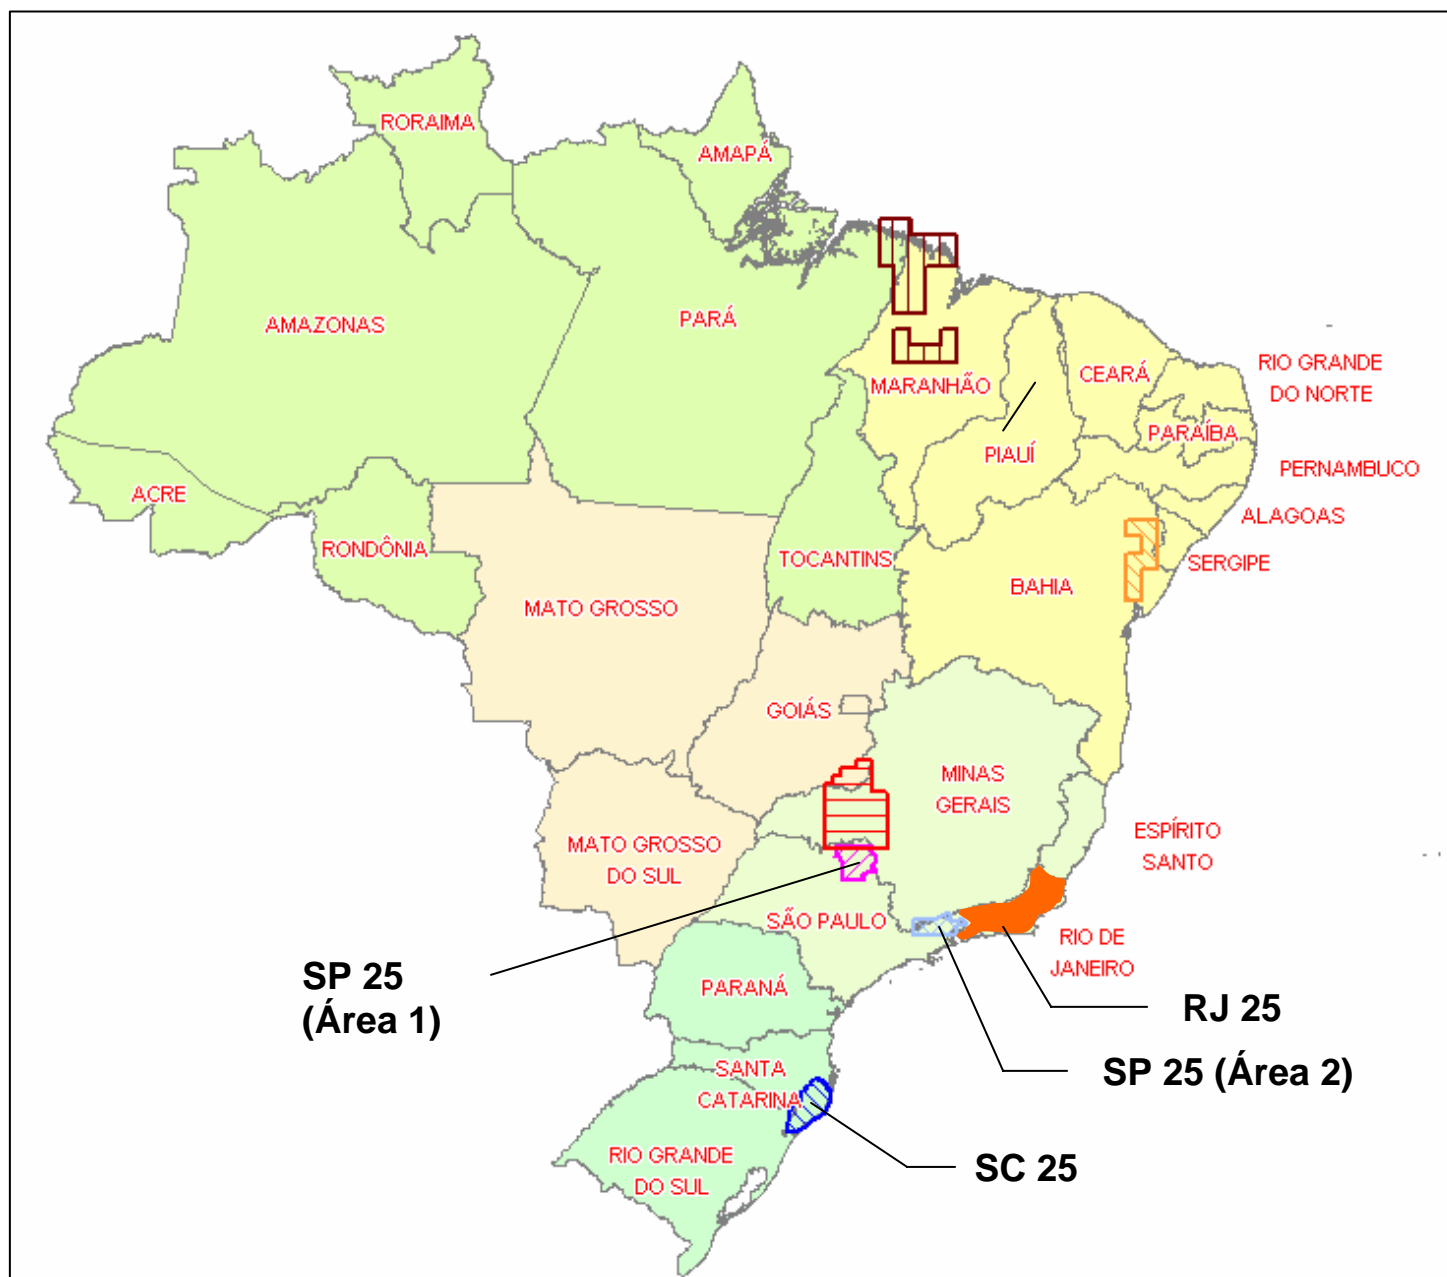 RORAIMA
AMAPÁ
AMAZONAS
PARÁ
MARANHÃO
CEARÁ
RIO GRANDE
DO NORTE
PARAÍBA
PIAUÍ
PERNAMBUCO
ACRE
ALAGOAS
RONDÔNIA
TOCANTINS
SERGIPE
BAHIA
MATO GROSSO
GOIÁS
MINAS
GERAIS
ESPÍRITO
SANTO
MATO GROSSO
DO SUL
SÃO PAULO
RIO DE
JANEIRO
SP 25
(Área 1)
PARANÁ
RJ 25
SANTA
CATARINA
SP 25 (Área 2)
RIO GRANDE
DO SUL
SC 25